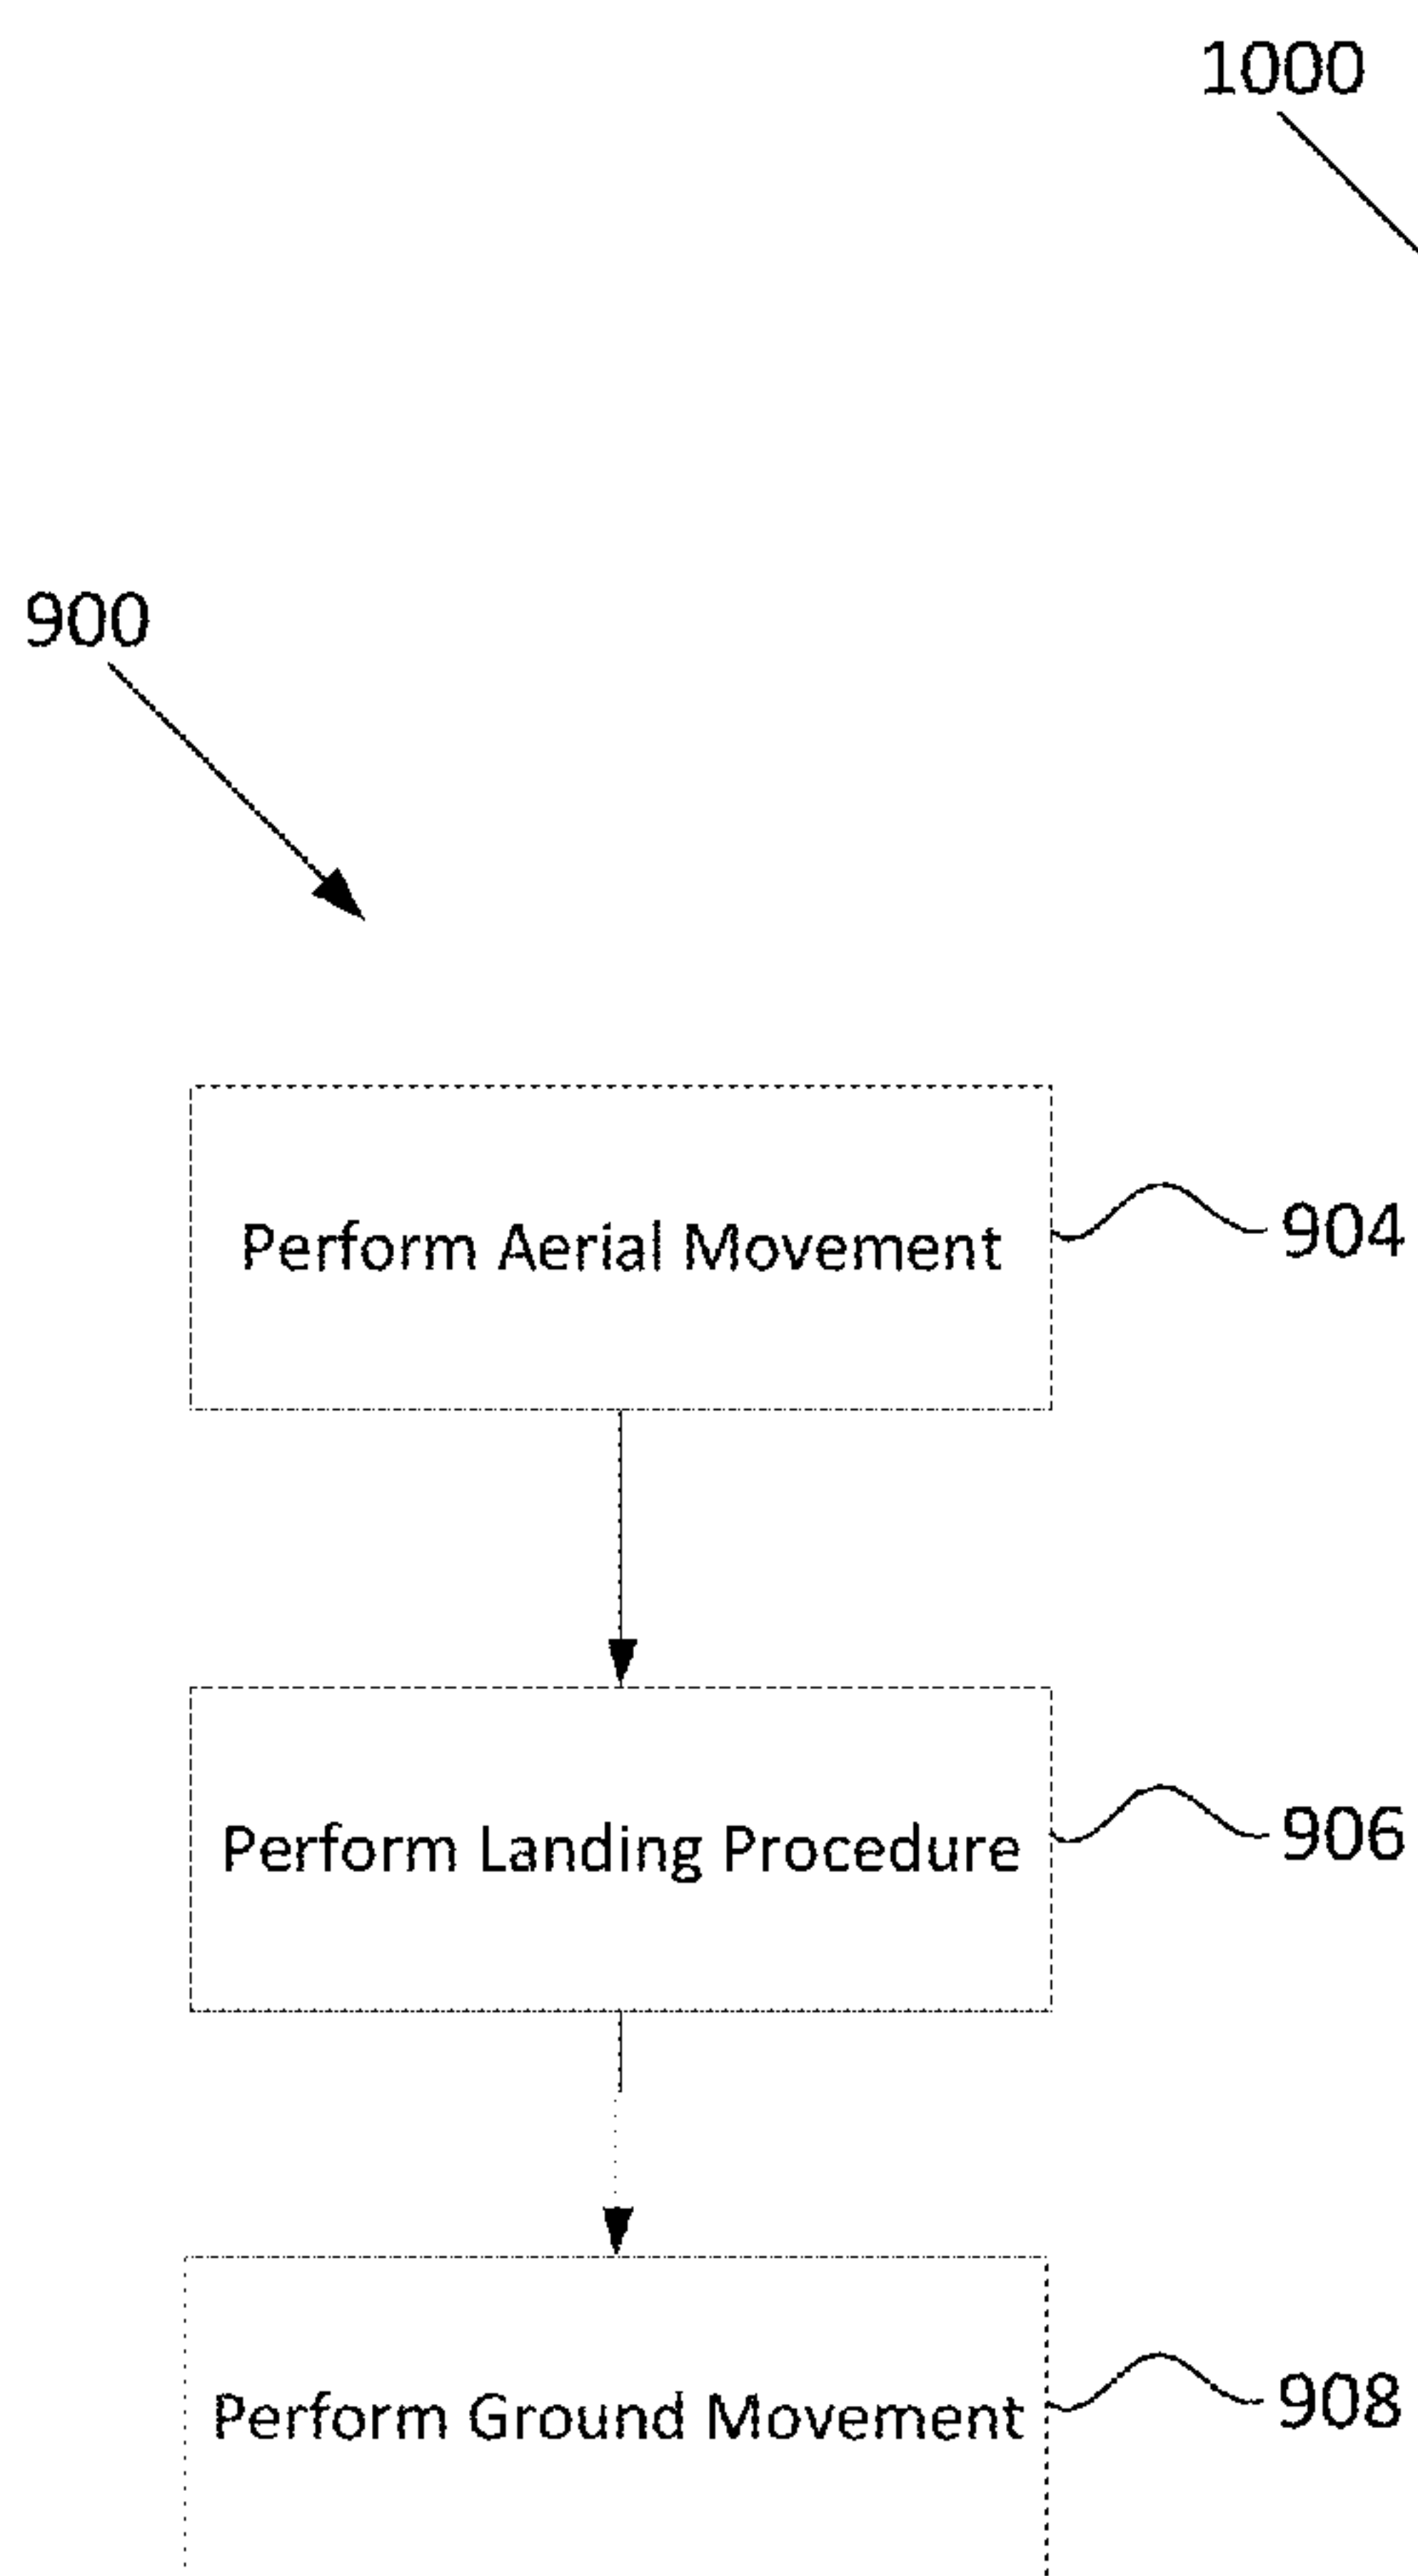 1000
900
Perform Aerial Movement
904
Perform Landing Procedure
906
Perform Ground Movement
908